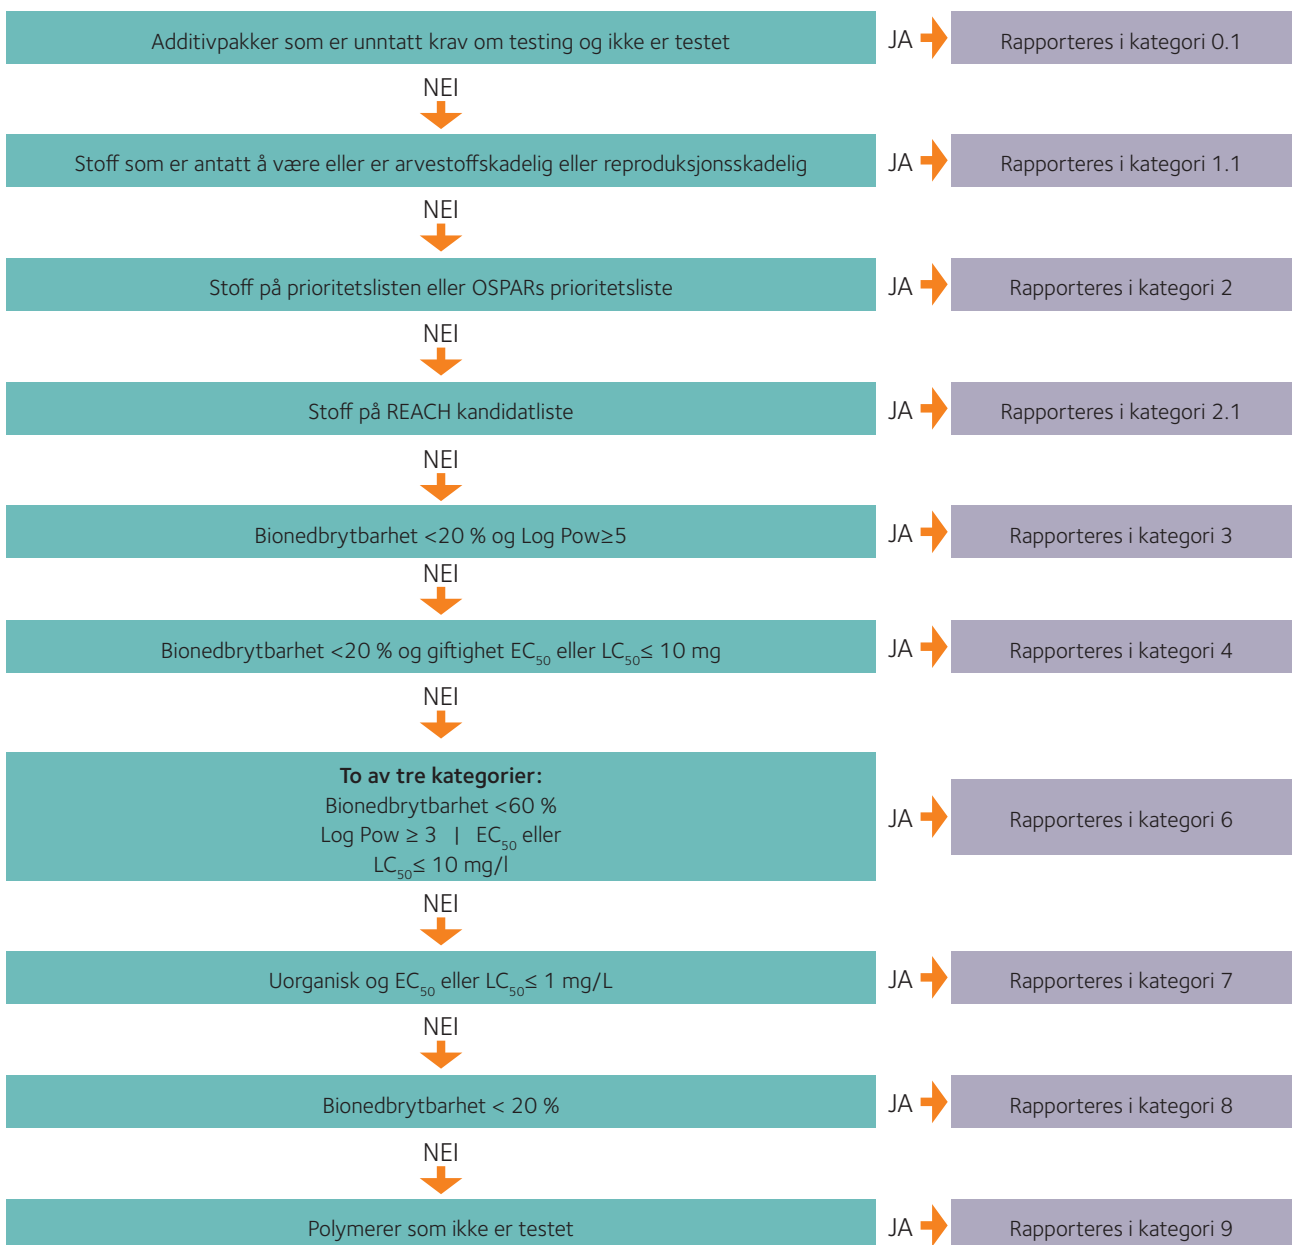 Additivpakker som er unntatt krav om testing og ikke er testet
JA
Rapporteres i kategori 0.1
NEI
Stoff som er antatt å være eller er arvestoffskadelig eller reproduksjonsskadelig
JA
Rapporteres i kategori 1.1
NEI
Stoff på prioritetslisten eller OSPARs prioritetsliste
JA
Rapporteres i kategori 2
NEI
Stoff på REACH kandidatliste
JA
Rapporteres i kategori 2.1
NEI
Bionedbrytbarhet <20 % og Log Pow≥5
JA
Rapporteres i kategori 3
NEI
Bionedbrytbarhet <20 % og giftighet EC₅₀ eller LC₅₀≤ 10 mg
JA
Rapporteres i kategori 4
NEI
To av tre kategorier:
Bionedbrytbarhet <60 %
Log Pow ≥ 3 | EC₅₀ eller
LC₅₀≤ 10 mg/l
JA
Rapporteres i kategori 6
NEI
Uorganisk og EC₅₀ eller LC₅₀≤ 1 mg/L
JA
Rapporteres i kategori 7
NEI
Bionedbrytbarhet < 20 %
JA
Rapporteres i kategori 8
NEI
Polymerer som ikke er testet
JA
Rapporteres i kategori 9